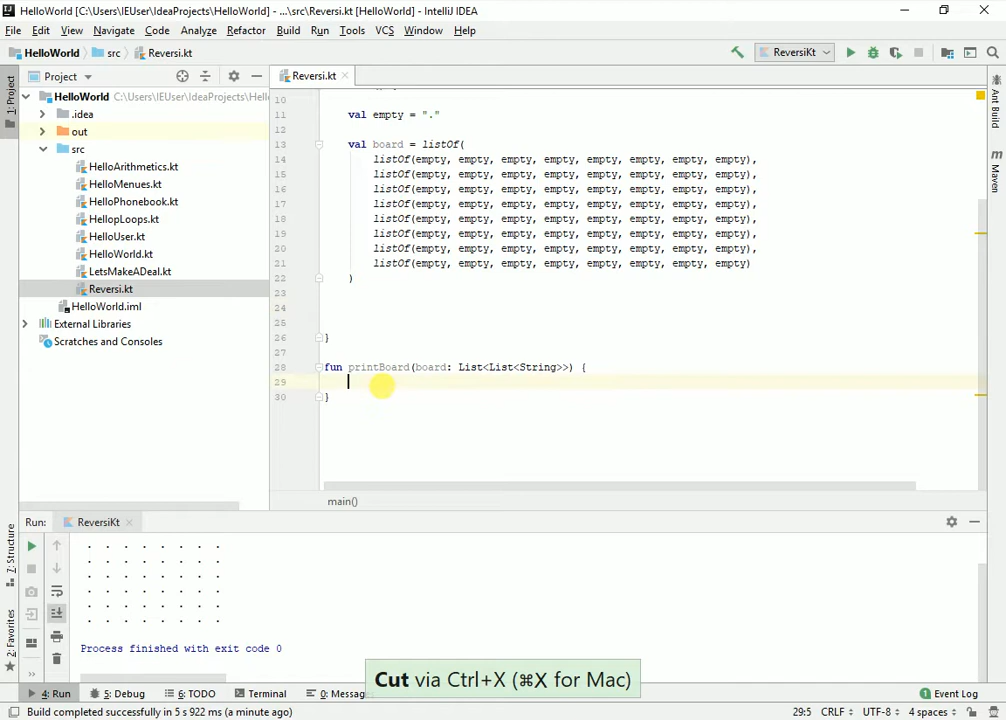 HelloWorld [C:\Users\IEUser\IdeaProjects\HelloWorld] - ...\src\Reversi.kt [HelloWorld] - IntelliJ IDEA
File Edit View Navigate Code Analyze Refactor Build Run Tools VCS Window Help
HelloWorld src Reversi.kt ReversiKt
1: Project
Project
Reversi.kt
HelloWorld C:\Users\IEUser\IdeaProjects\Hell
.idea
out
src
HelloArithmetics.kt
HelloMenues.kt
HelloPhonebook.kt
HellopLoops.kt
HelloUser.kt
HelloWorld.kt
LetsMakeADeal.kt
Reversi.kt
HelloWorld.iml
External Libraries
Scratches and Consoles
10
11 val empty = "."
12
13 val board = listOf(
14 listOf(empty, empty, empty, empty, empty, empty, empty, empty),
15 listOf(empty, empty, empty, empty, empty, empty, empty, empty),
16 listOf(empty, empty, empty, empty, empty, empty, empty, empty),
17 listOf(empty, empty, empty, empty, empty, empty, empty, empty),
18 listOf(empty, empty, empty, empty, empty, empty, empty, empty),
19 listOf(empty, empty, empty, empty, empty, empty, empty, empty),
20 listOf(empty, empty, empty, empty, empty, empty, empty, empty),
21 listOf(empty, empty, empty, empty, empty, empty, empty, empty)
22 )
23
24
25
26 }
27
28 fun printBoard(board: List<List<String>>) {
29
30 }
main()
Ant Build
Maven
Z: Structure
2: Favorites
Run: ReversiKt
. . . . . . . .
. . . . . . . .
. . . . . . . .
. . . . . . . .
. . . . . . . .
. . . . . . . .
Process finished with exit code 0
Cut via Ctrl+X (⌘X for Mac)
4: Run 5: Debug 6: TODO Terminal 0: Message Event Log
Build completed successfully in 5 s 922 ms (a minute ago) 29:5 CRLF UTF-8 4 spaces